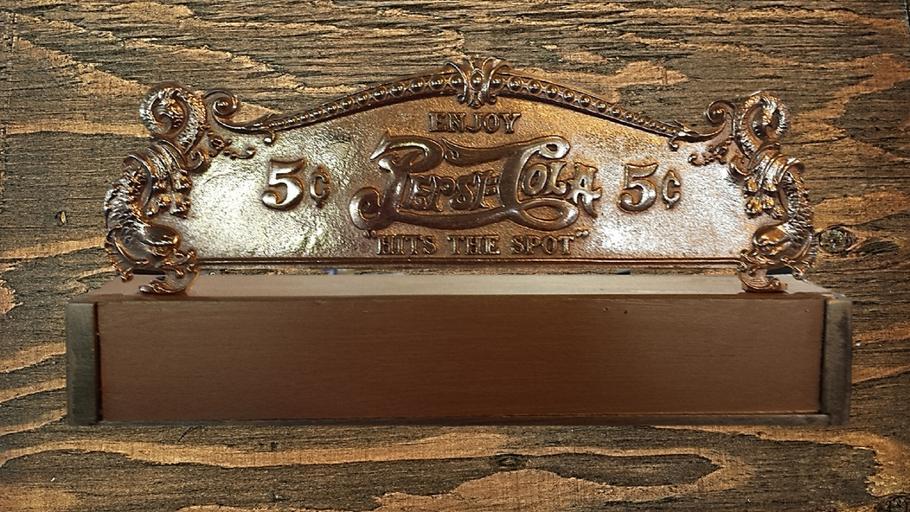 ENJOY
5¢ PEPSI-COLA 5¢
"HITS THE SPOT"